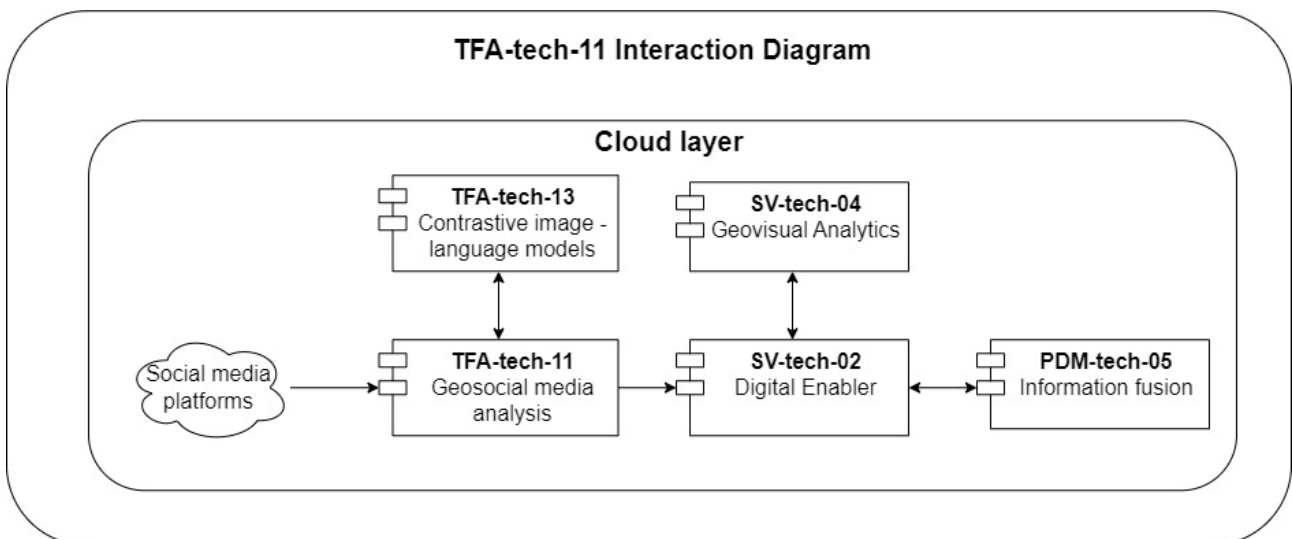 TFA-tech-11 Interaction Diagram
Cloud layer
TFA-tech-13
Contrastive image -
language models
SV-tech-04
Geovisual Analytics
Social media
platforms
TFA-tech-11
Geosocial media
analysis
SV-tech-02
Digital Enabler
PDM-tech-05
Information fusion